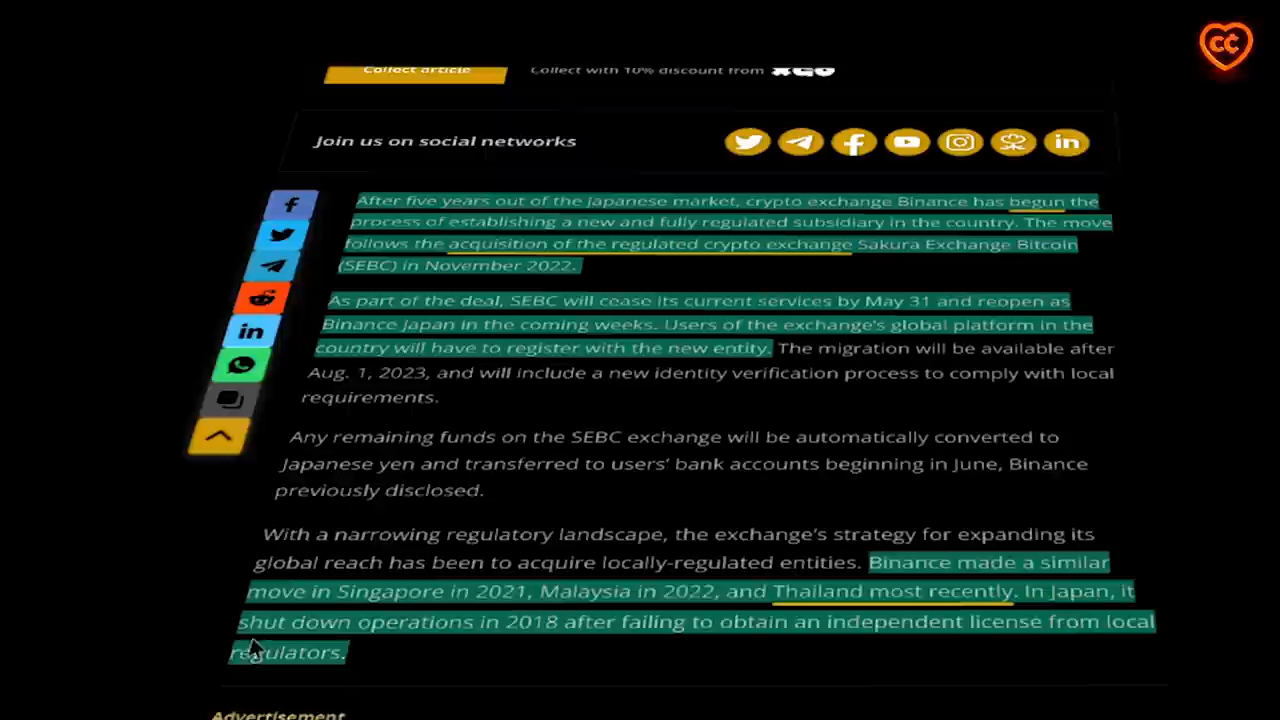 Collect article
Collect with 10% discount from
Join us on social networks
After five years out of the Japanese market, crypto exchange Binance has begun the
process of establishing a new and fully regulated subsidiary in the country. The move
follows the acquisition of the regulated crypto exchange Sakura Exchange Bitcoin
(SEBC) in November 2022.
As part of the deal, SEBC will cease its current services by May 31 and reopen as
Binance Japan in the coming weeks. Users of the exchange's global platform in the
country will have to register with the new entity. The migration will be available after
Aug. 1, 2023, and will include a new identity verification process to comply with local
requirements.
Any remaining funds on the SEBC exchange will be automatically converted to
Japanese yen and transferred to users’ bank accounts beginning in June, Binance
previously disclosed.
With a narrowing regulatory landscape, the exchange’s strategy for expanding its
global reach has been to acquire locally-regulated entities. Binance made a similar
move in Singapore in 2021, Malaysia in 2022, and Thailand most recently. In Japan, it
shut down operations in 2018 after failing to obtain an independent license from local
regulators.
Advertisement